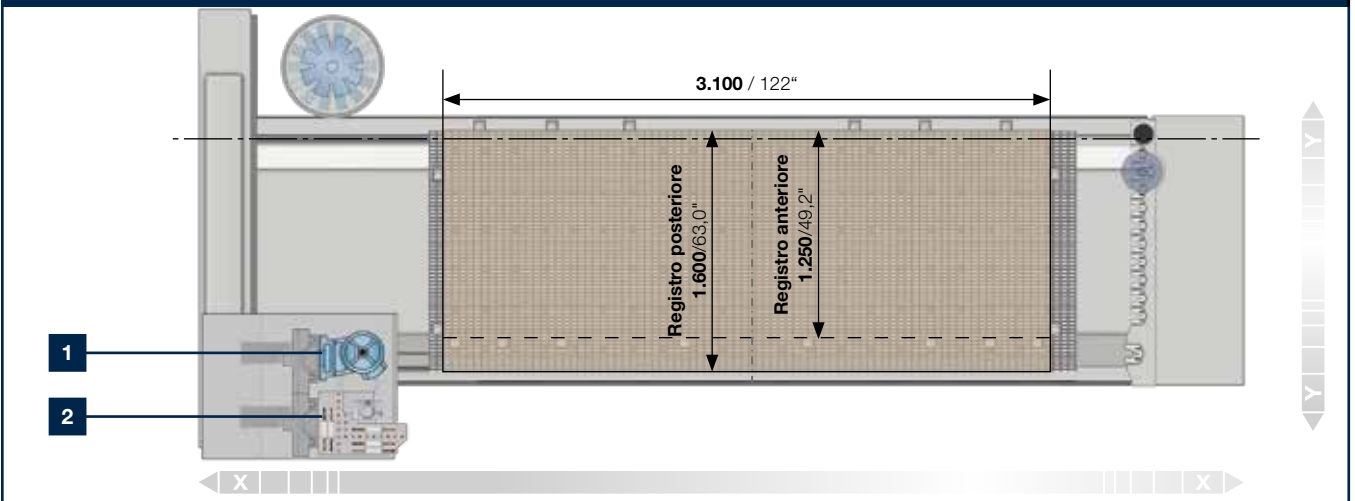 3.100 / 122“
Registro posteriore
1.600/63,0"
Registro anteriore
1.250/49,2"
Y
1
2
Y
X
X